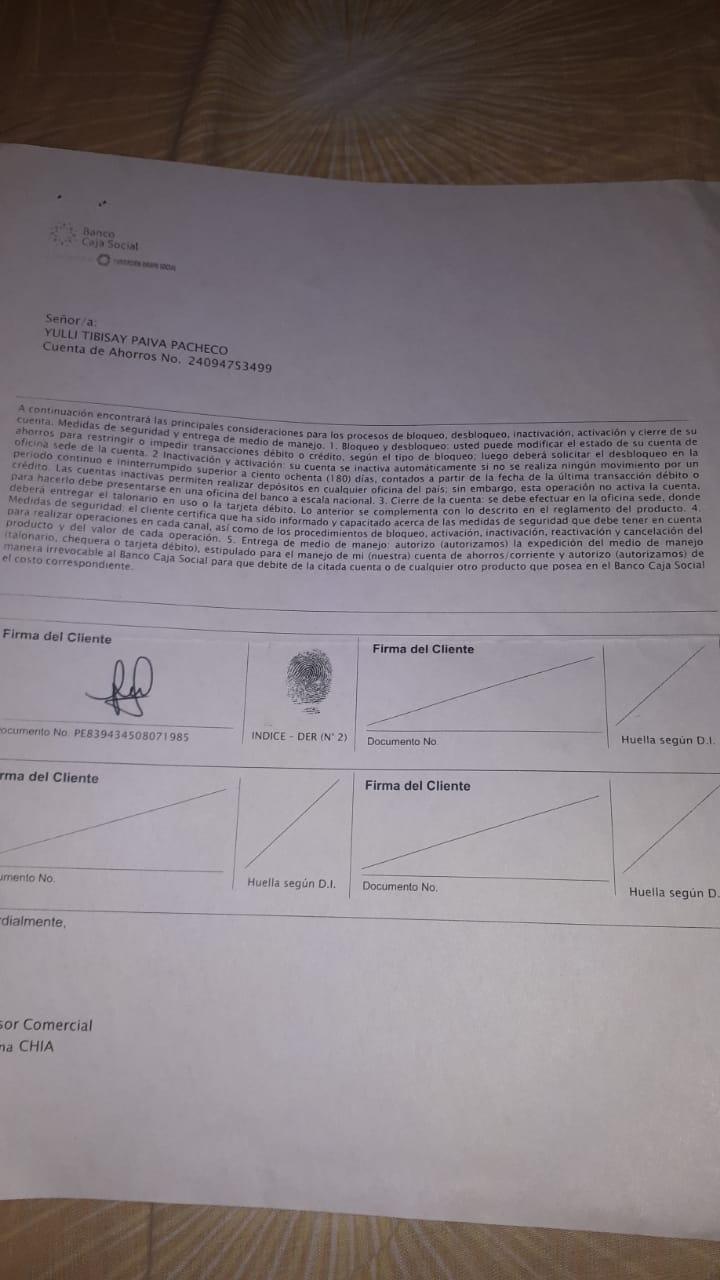 Banco
Caja Social
FUNDACIÓN GRUPO SOCIAL
Señor/a:
YULLI TIBISAY PAIVA PACHECO
Cuenta de Ahorros No. 24094753499
A continuación encontrará las principales consideraciones para los procesos de bloqueo, desbloqueo, inactivación, activación y cierre de su
cuenta. Medidas de seguridad y entrega de medio de manejo. 1. Bloqueo y desbloqueo: usted puede modificar el estado de su cuenta de
ahorros para restringir o impedir transacciones débito o crédito, según el tipo de bloqueo; luego deberá solicitar el desbloqueo en la
oficina sede de la cuenta. 2 Inactivación y activación: su cuenta se inactiva automáticamente si no se realiza ningún movimiento por un
periodo continuo e ininterrumpido superior a ciento ochenta (180) días, contados a partir de la fecha de la última transacción débito o
crédito. Las cuentas inactivas permiten realizar depósitos en cualquier oficina del país; sin embargo, esta operación no activa la cuenta,
para hacerlo debe presentarse en una oficina del banco a escala nacional. 3. Cierre de la cuenta: se debe efectuar en la oficina sede, donde
deberá entregar el talonario en uso o la tarjeta débito. Lo anterior se complementa con lo descrito en el reglamento del producto. 4.
Medidas de seguridad: el cliente certifica que ha sido informado y capacitado acerca de las medidas de seguridad que debe tener en cuenta
para realizar operaciones en cada canal, así como de los procedimientos de bloqueo, activación, inactivación, reactivación y cancelación del
producto y del valor de cada operación. 5. Entrega de medio de manejo: autorizo (autorizamos) la expedición del medio de manejo
(talonario, chequera o tarjeta débito), estipulado para el manejo de mi (nuestra) cuenta de ahorros/corriente y autorizo (autorizamos) de
manera irrevocable al Banco Caja Social para que debite de la citada cuenta o de cualquier otro producto que posea en el Banco Caja Social
el costo correspondiente.
Firma del Cliente
Firma del Cliente
ocumento No. PE839434508071985
INDICE - DER (N° 2)
Documento No.
Huella según D.I.
rma del Cliente
Firma del Cliente
umento No.
Huella según D.I.
Documento No.
Huella según D.
dialmente,
sor Comercial
na CHIA